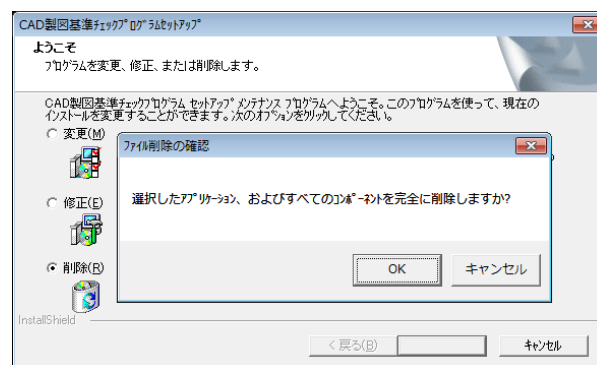 CAD製図基準ﾁｪｯｸﾌﾟﾛｸﾞﾗﾑｾｯﾄｱｯﾌﾟ
ようこそ
ﾌﾟﾛｸﾞﾗﾑを変更、修正、または削除します。
CAD製図基準ﾁｪｯｸﾌﾟﾛｸﾞﾗﾑ ｾｯﾄｱｯﾌﾟ ﾒﾝﾃﾅﾝｽ ﾌﾟﾛｸﾞﾗﾑへようこそ。このﾌﾟﾛｸﾞﾗﾑを使って、現在の
ｲﾝｽﾄｰﾙを変更することができます。次のｵﾌﾟｼｮﾝをｸﾘｯｸしてください。
変更(M)
ﾌｧｲﾙ削除の確認
選択したｱﾌﾟﾘｹｰｼｮﾝ、およびすべてのｺﾝﾎﾟｰﾈﾝﾄを完全に削除しますか?
修正(E)
OK
キャンセル
削除(R)
InstallShield
< 戻る(B)
ｷｬﾝｾﾙ